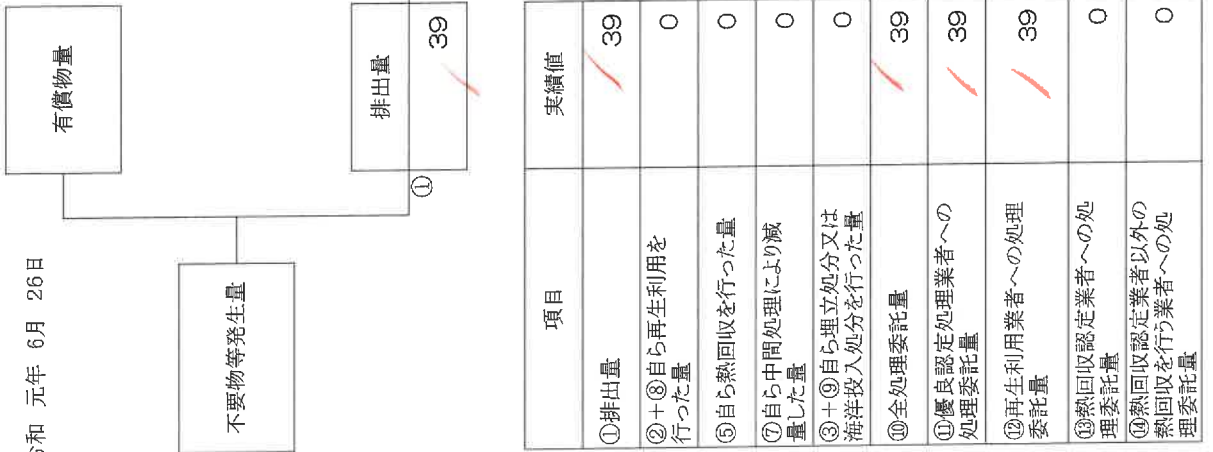 和 元年 6月 26日
不要物等発生量
有償物量
排出量
① 39
項目 実績値
①排出量 39
②+⑧自ら再生利用を
行った量 0
⑤自ら熱回収を行った量 0
⑦自ら中間処理により減
量した量 0
③+⑨自ら埋立処分又は
海洋投入処分を行った量 0
⑩全処理委託量 39
⑪優良認定処理業者への
処理委託量 39
⑫再生利用業者への処理
委託量 39
⑬熱回収認定業者への処
理委託量 0
⑭熱回収認定業者以外の
熱回収を行う業者への処
理委託量 0